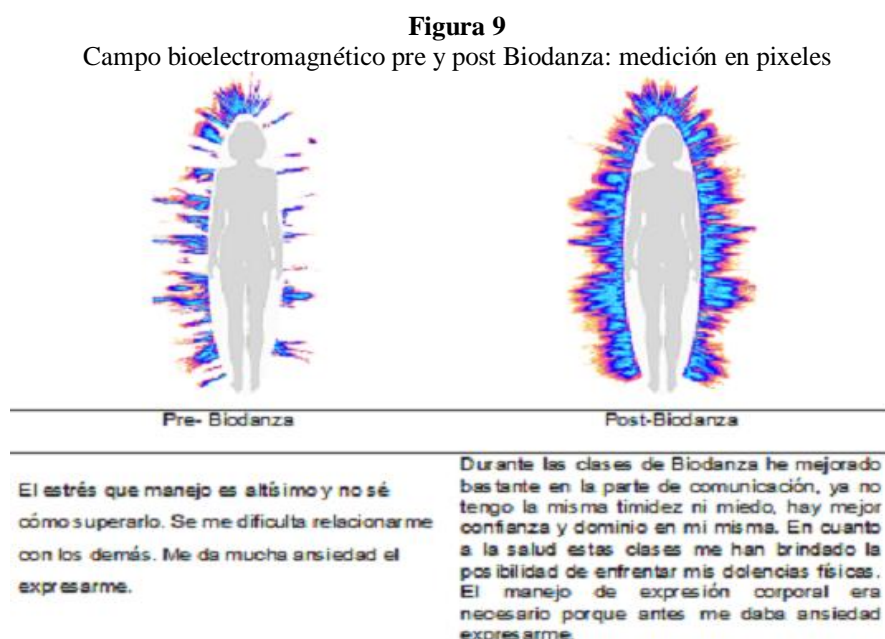 Figura 9
Campo bioelectromagnético pre y post Biodanza: medición en pixeles
Pre- Biodanza
Post-Biodanza
El estrés que manejo es altísimo y no sé
cómo superarlo. Se me dificulta relacionarme
con los demás. Me da mucha ansiedad el
expresarme.
Durante las clases de Biodanza he mejorado
bastante en la parte de comunicación, ya no
tengo la misma timidez ni miedo, hay mejor
confianza y dominio en mi misma. En cuanto
a la salud estas clases me han brindado la
posibilidad de enfrentar mis dolencias físicas.
El manejo de expresión corporal era
necesario porque antes me daba ansiedad
expresarme.